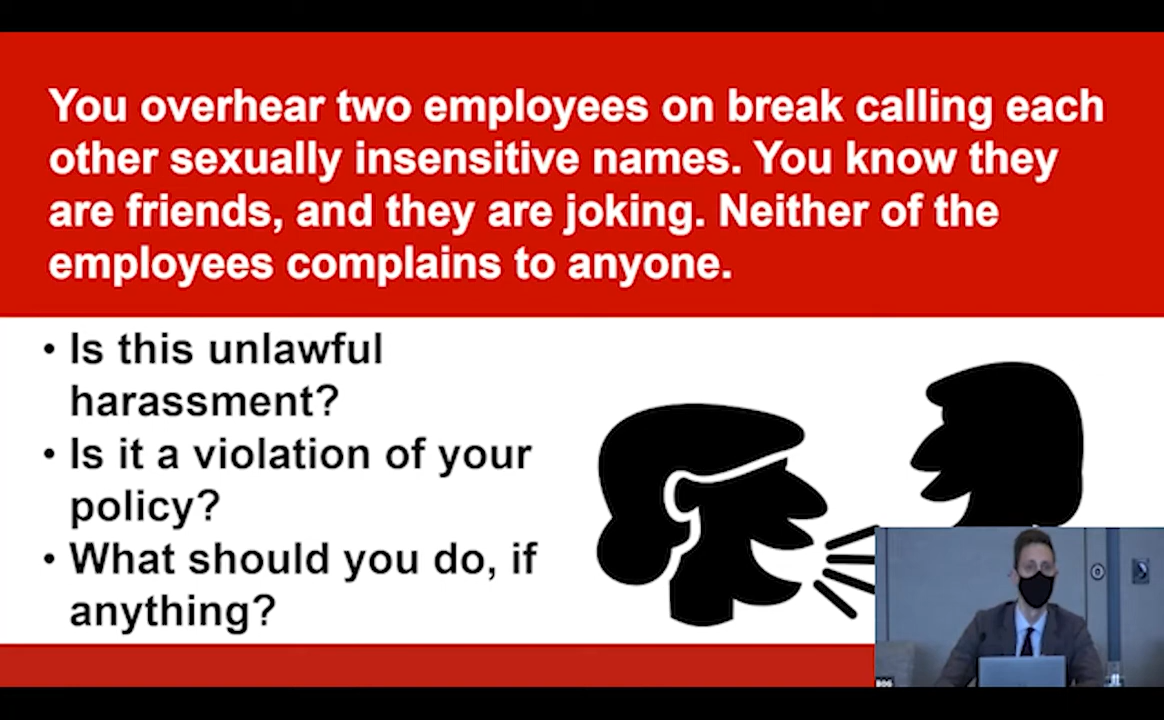 You overhear two employees on break calling each
other sexually insensitive names. You know they
are friends, and they are joking. Neither of the
employees complains to anyone.
• Is this unlawful
harassment?
• Is it a violation of your
policy?
• What should you do, if
anything?